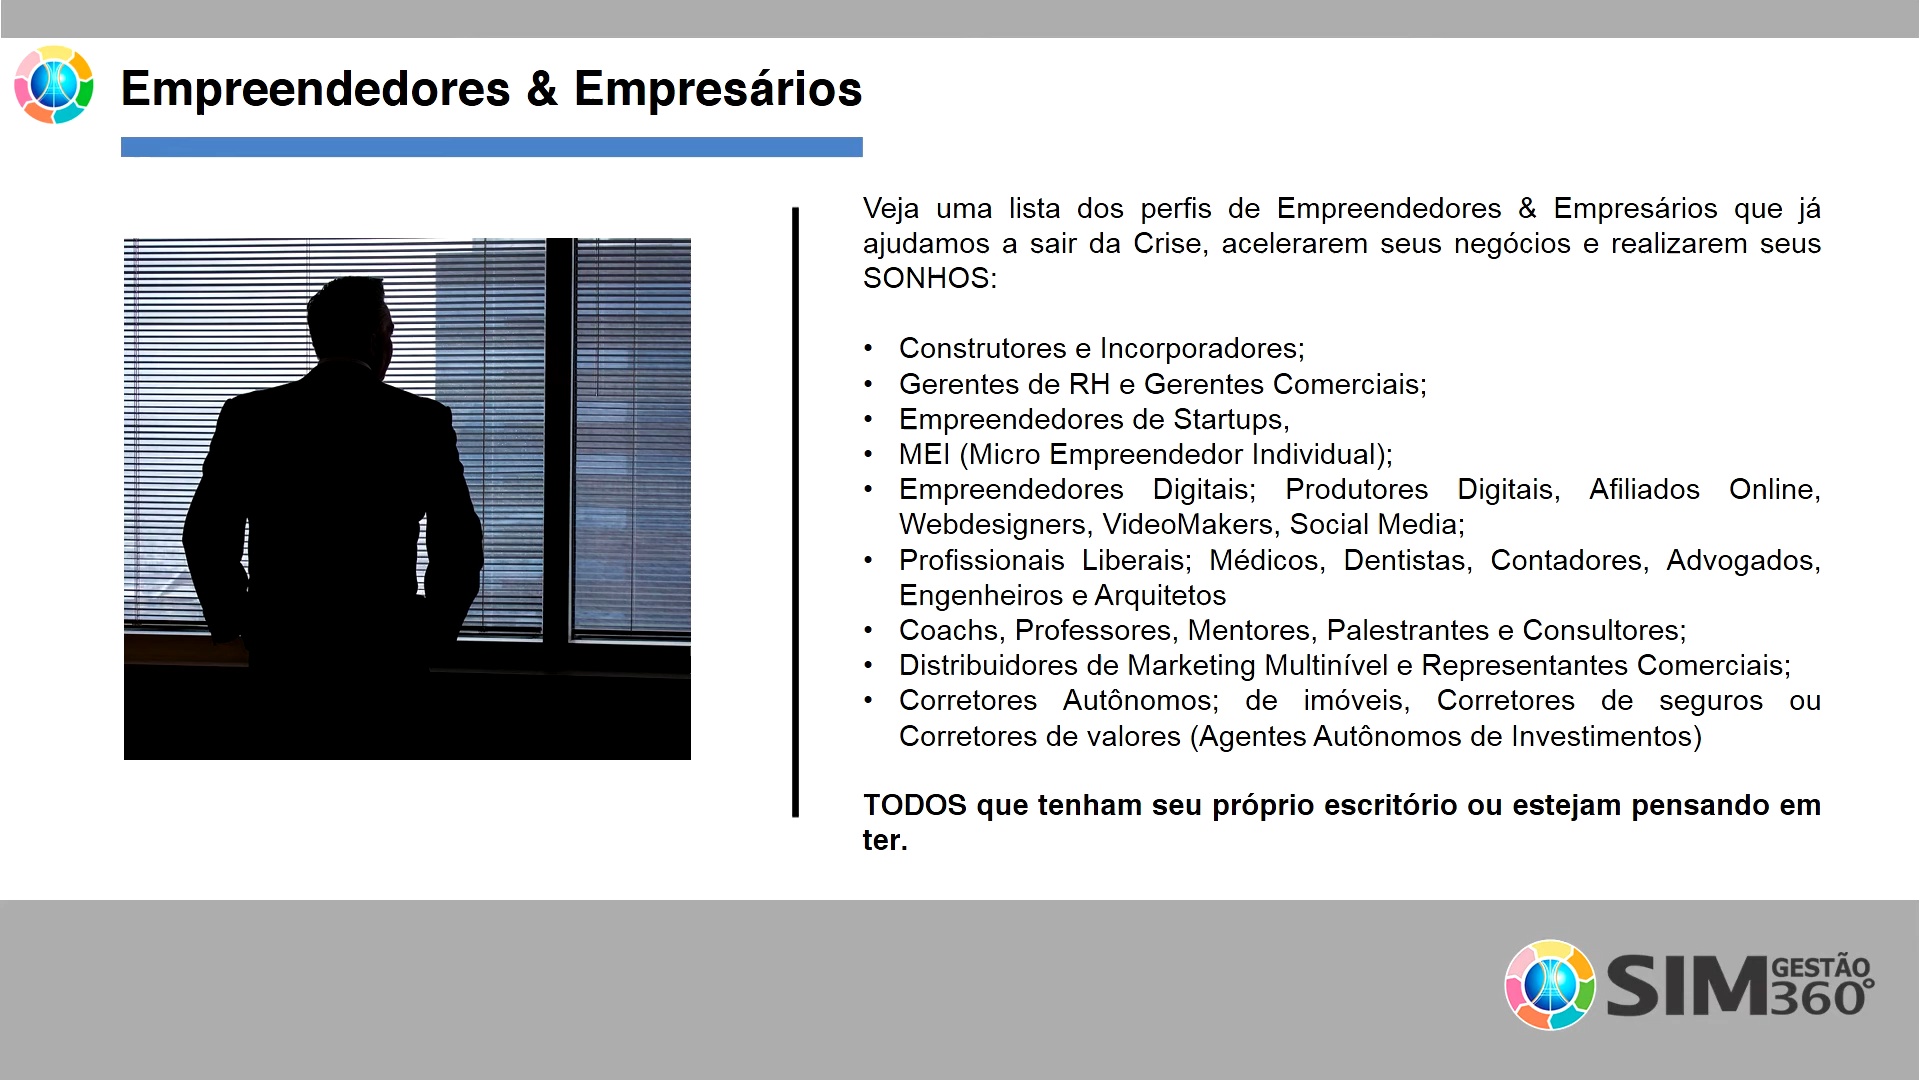 Empreendedores & Empresários
Veja uma lista dos perfis de Empreendedores & Empresários que já
ajudamos a sair da Crise, acelerarem seus negócios e realizarem seus
SONHOS:
• Construtores e Incorporadores;
• Gerentes de RH e Gerentes Comerciais;
• Empreendedores de Startups,
• MEI (Micro Empreendedor Individual);
• Empreendedores Digitais; Produtores Digitais, Afiliados Online,
Webdesigners, VideoMakers, Social Media;
• Profissionais Liberais; Médicos, Dentistas, Contadores, Advogados,
Engenheiros e Arquitetos
• Coachs, Professores, Mentores, Palestrantes e Consultores;
• Distribuidores de Marketing Multinível e Representantes Comerciais;
• Corretores Autônomos; de imóveis, Corretores de seguros ou
Corretores de valores (Agentes Autônomos de Investimentos)
TODOS que tenham seu próprio escritório ou estejam pensando em
ter.
SIM GESTÃO
360°